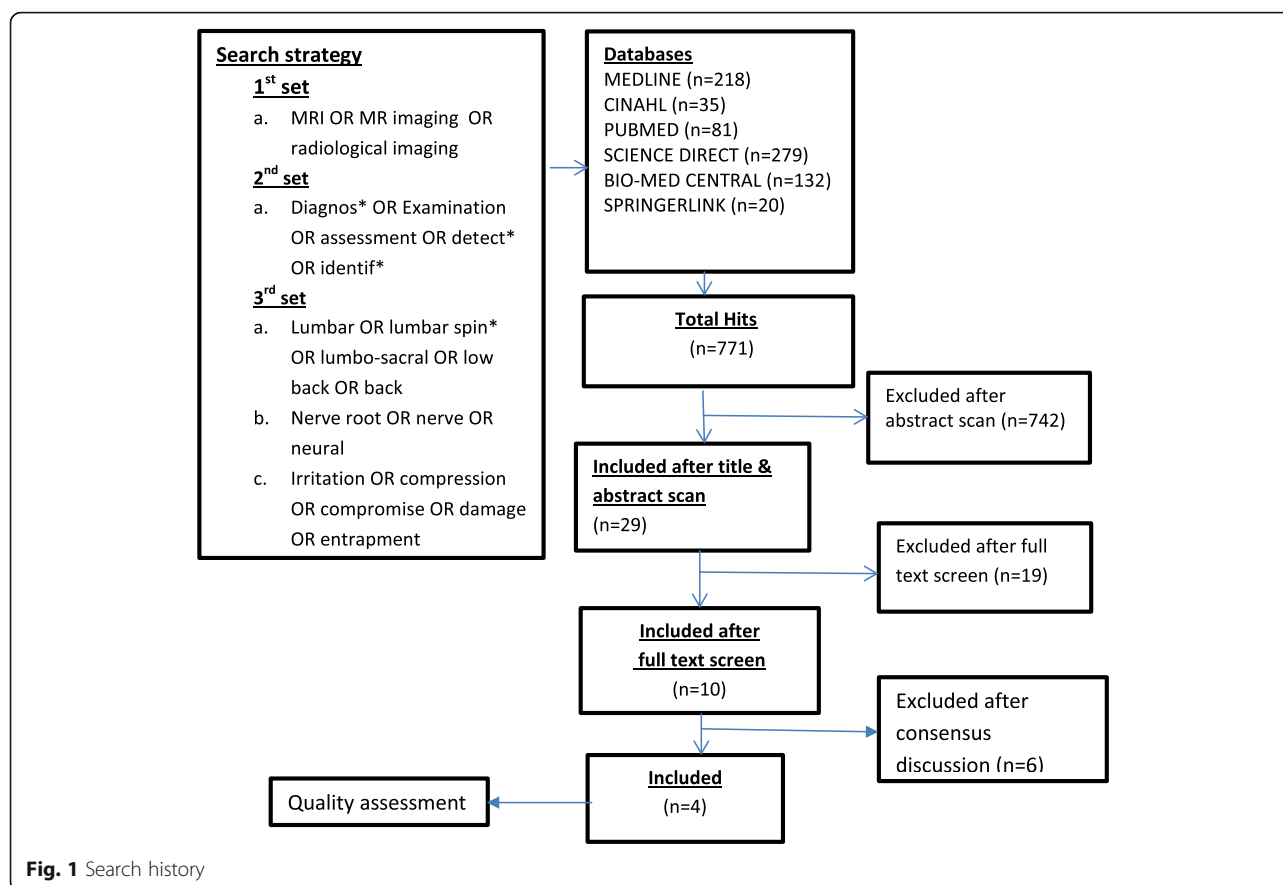 Search strategy
1st set
a. MRI OR MR imaging OR
radiological imaging
2nd set
a. Diagnos* OR Examination
OR assessment OR detect*
OR identif*
3rd set
a. Lumbar OR lumbar spin*
OR lumbo-sacral OR low
back OR back
b. Nerve root OR nerve OR
neural
c. Irritation OR compression
OR compromise OR damage
OR entrapment
Databases
MEDLINE (n=218)
CINAHL (n=35)
PUBMED (n=81)
SCIENCE DIRECT (n=279)
BIO-MED CENTRAL (n=132)
SPRINGERLINK (n=20)
Total Hits
(n=771)
Excluded after
abstract scan (n=742)
Included after title &
abstract scan
(n=29)
Excluded after full
text screen (n=19)
Included after
full text screen
(n=10)
Excluded after
consensus
discussion (n=6)
Included
(n=4)
Quality assessment
Fig. 1 Search history